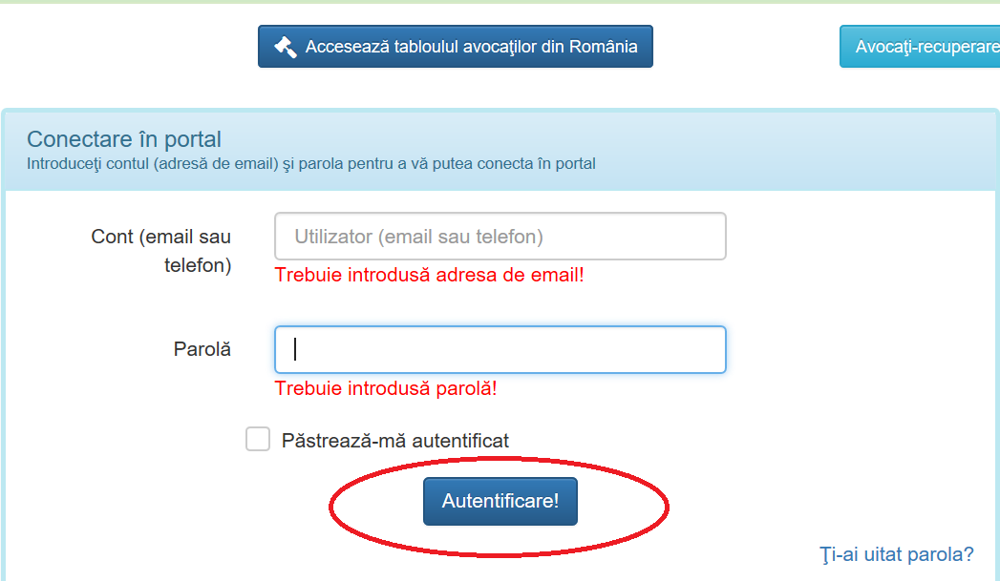 Accesează tabloulul avocaţilor din România
Avocaţi-recuperare
Conectare în portal
Introduceţi contul (adresă de email) şi parola pentru a vă putea conecta în portal
Cont (email sau
telefon)
Utilizator (email sau telefon)
Trebuie introdusă adresa de email!
Parolă
Trebuie introdusă parolă!
Păstrează-mă autentificat
Autentificare!
Ţi-ai uitat parola?